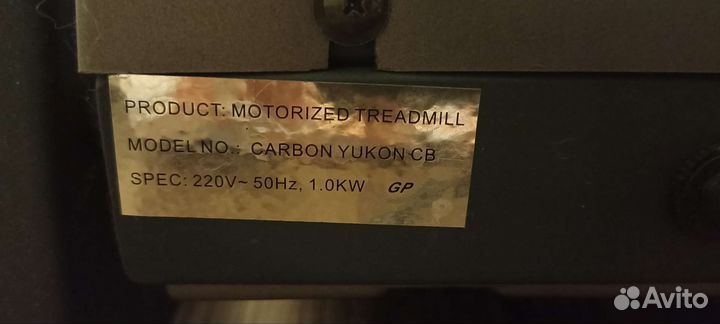 PRODUCT: MOTORIZED TREADMILL
MODEL NO.: CARBON YUKON CB
SPEC: 220V~ 50Hz, 1.0KW GP
Avito